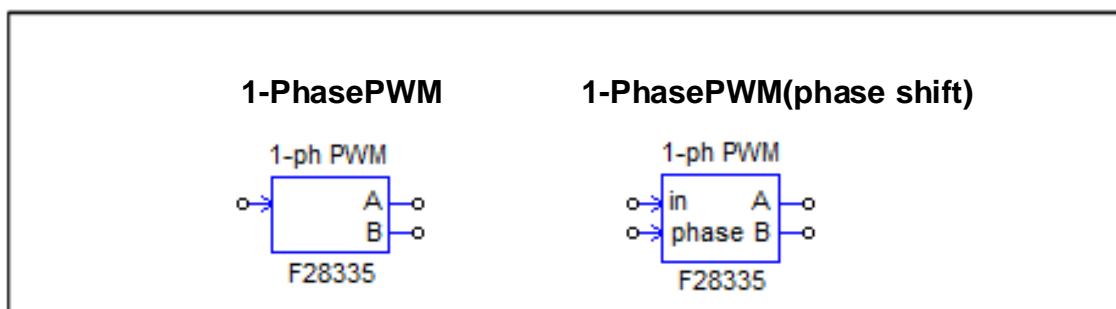 1-PhasePWM
1-PhasePWM(phase shift)
1-ph PWM
A
B
F28335
1-ph PWM
in A
phase B
F28335